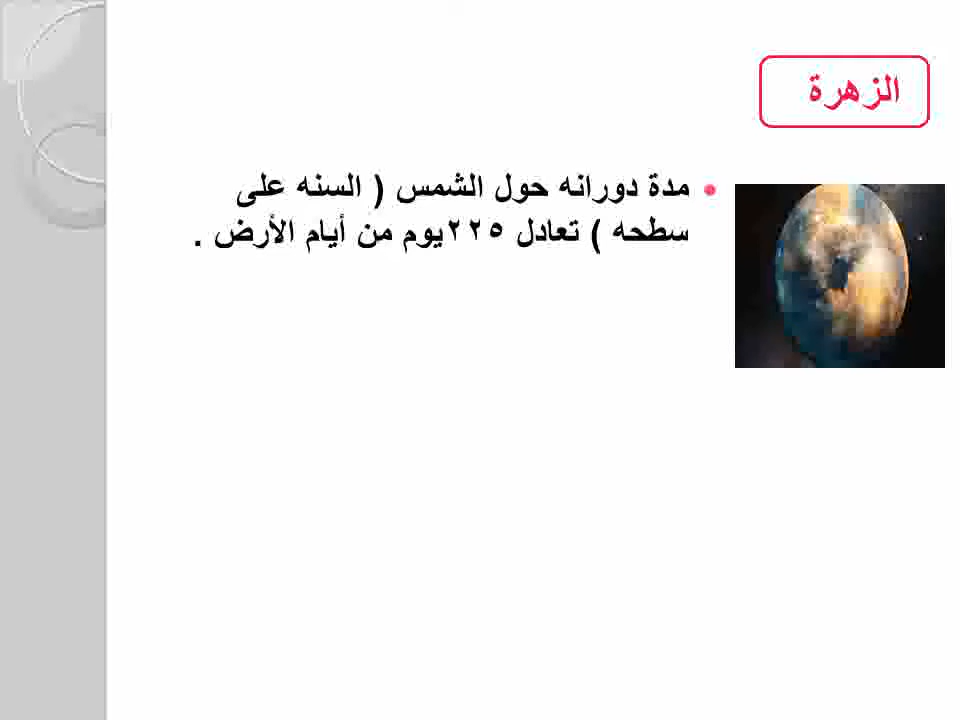 الزهرة
مدة دورانه حول الشمس ( السنه على
سطحه ) تعادل ٢٢٥يوم من أيام الأرض .